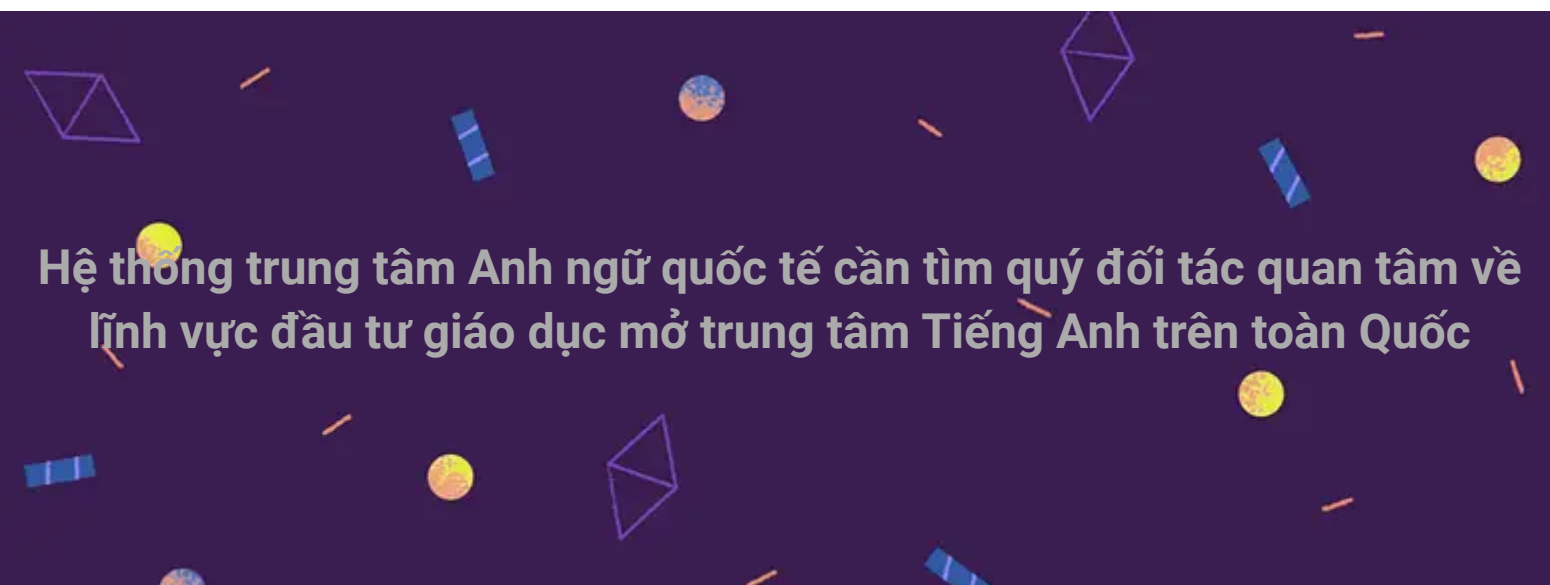 Hệ thống trung tâm Anh ngữ quốc tế cần tìm quý đối tác quan tâm về
lĩnh vực đầu tư giáo dục mở trung tâm Tiếng Anh trên toàn Quốc